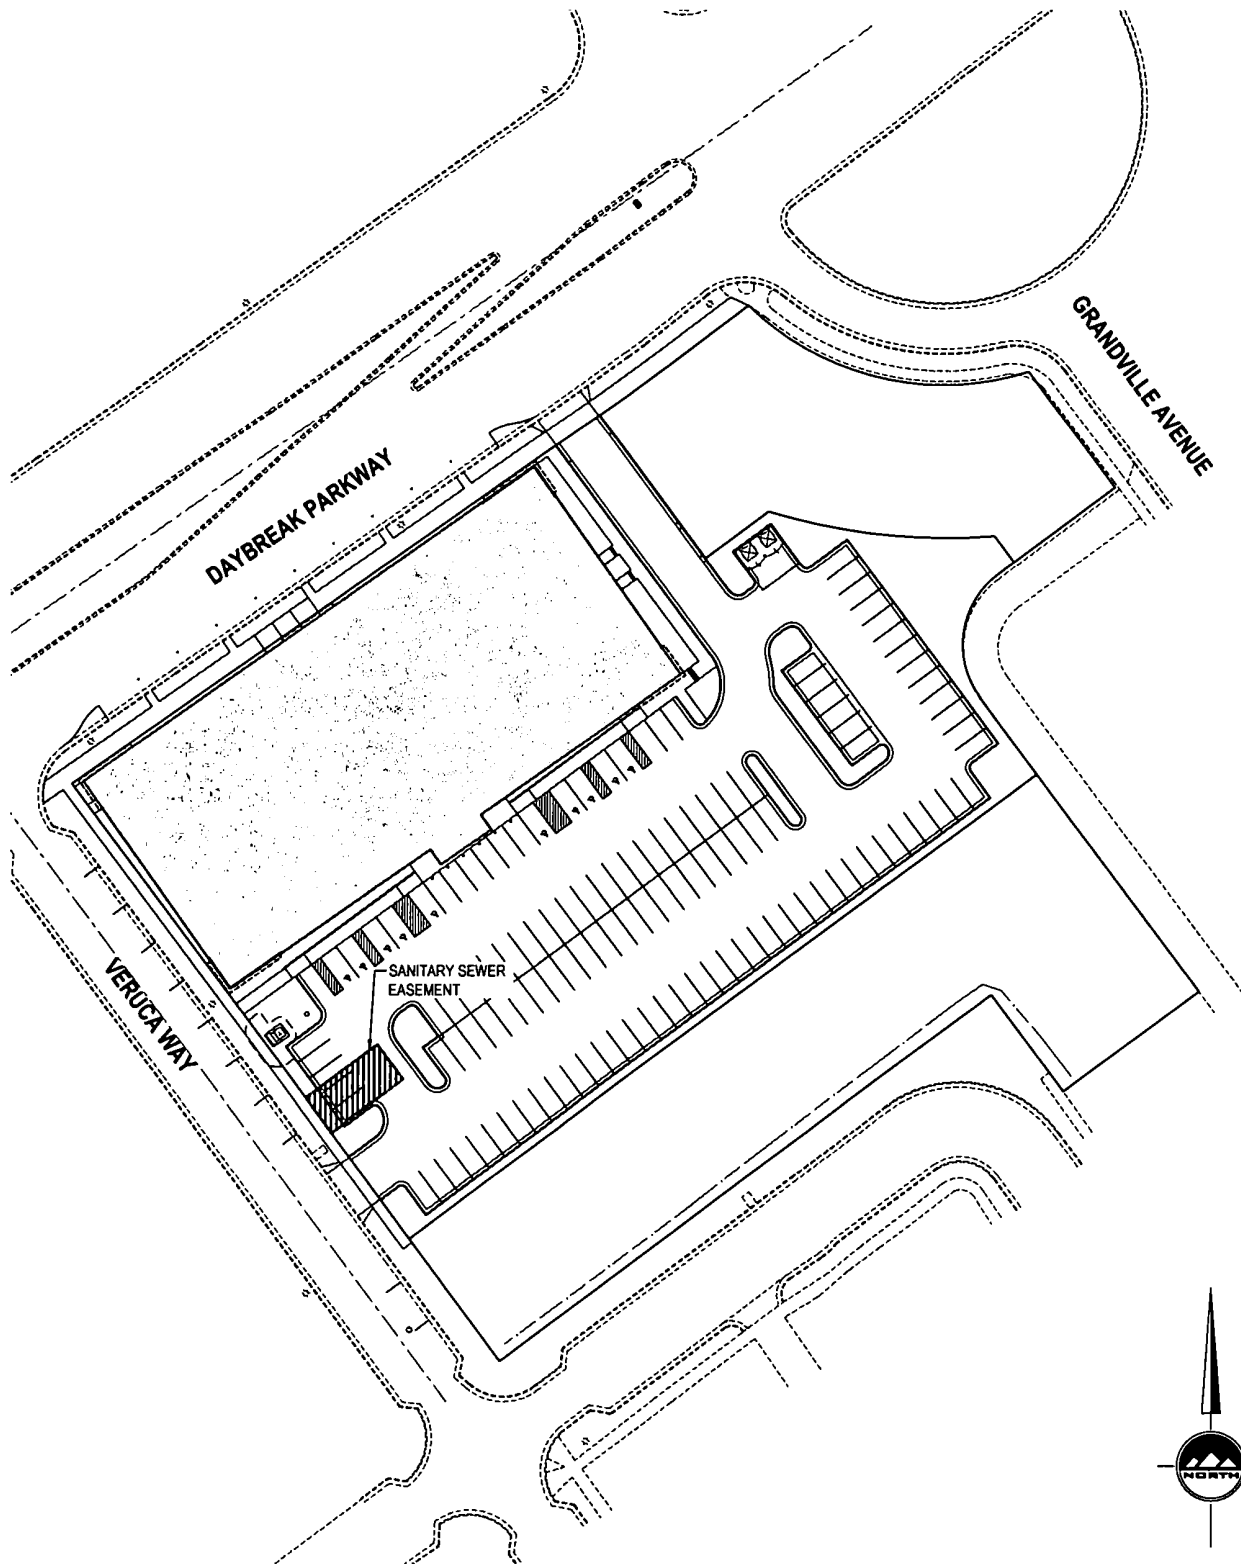 GRANDVILLE AVENUE
DAYBREAK PARKWAY
VERUCA WAY
SANITARY SEWER
EASEMENT
NORTH